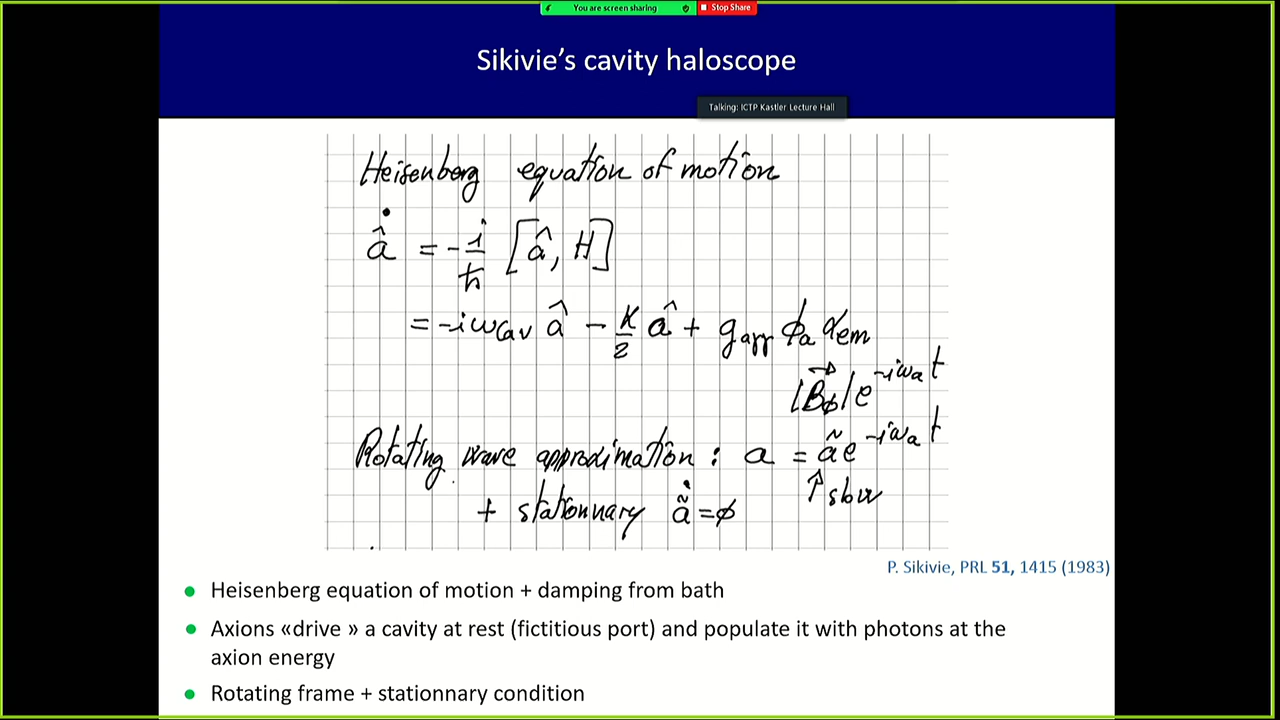 You are screen sharing Stop Share
Sikivie's cavity haloscope
Talking: ICTP Kastler Lecture Hall
Heisenberg equation of motion
â̇ = -i/ħ [â, H]
= -iω_cav â - κ/2 â + g_aγγ ϕ_a α_em
|B⃗_ϕ| e^{-iω_a t}
Rotating wave approximation : a = ã e^{-iω_a t}
+ stationnary ã̇ = ϕ ↑ slow
P. Sikivie, PRL 51, 1415 (1983)
Heisenberg equation of motion + damping from bath
Axions «drive » a cavity at rest (fictitious port) and populate it with photons at the
axion energy
Rotating frame + stationnary condition